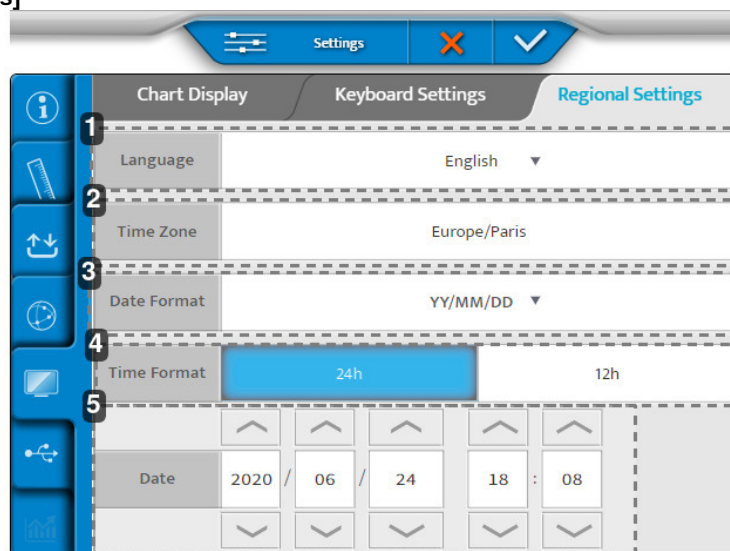 s]
Settings
Chart Display Keyboard Settings Regional Settings
1
Language English ▼
2
Time Zone Europe/Paris
3
Date Format YY/MM/DD ▼
4
Time Format 24h 12h
5
Date 2020 / 06 / 24 18 : 08